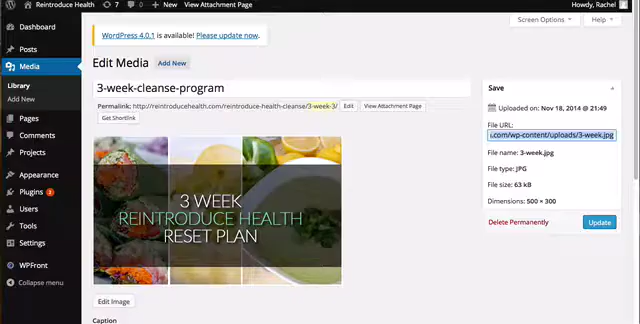 Reintroduce Health 7 0 + New View Attachment Page Howdy, Rachel
Screen Options Help
Dashboard
Posts
Media
Library
Add New
Pages
Comments
Projects
Appearance
Plugins 3
Users
Tools
Settings
WPFront
Collapse menu
WordPress 4.0.1 is available! Please update now.
Edit Media Add New
3-week-cleanse-program
Permalink: http://reintroducehealth.com/reintroduce-health-cleanse/3-week-3/ Edit View Attachment Page
Get Shortlink
3 WEEK
REINTRODUCE HEALTH
RESET PLAN
Edit Image
Caption
Save
Uploaded on: Nov 18, 2014 @ 21:49
File URL:
.com/wp-content/uploads/3-week.jpg
File name: 3-week.jpg
File type: JPG
File size: 63 kB
Dimensions: 500 × 300
Delete Permanently Update